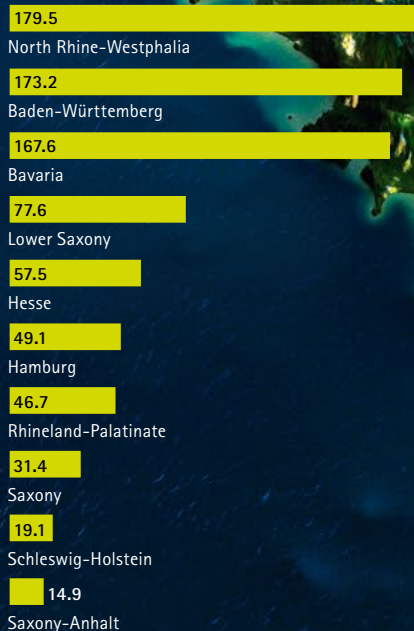 179.5
North Rhine-Westphalia
173.2
Baden-Württemberg
167.6
Bavaria
77.6
Lower Saxony
57.5
Hesse
49.1
Hamburg
46.7
Rhineland-Palatinate
31.4
Saxony
19.1
Schleswig-Holstein
14.9
Saxony-Anhalt